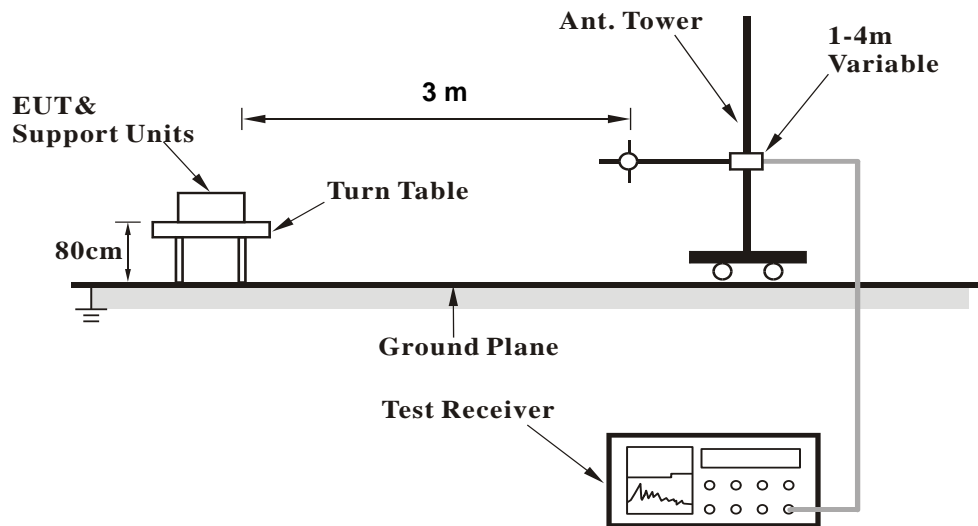 Ant. Tower
1-4m
Variable
3 m
EUT&
Support Units
Turn Table
80cm
Ground Plane
Test Receiver